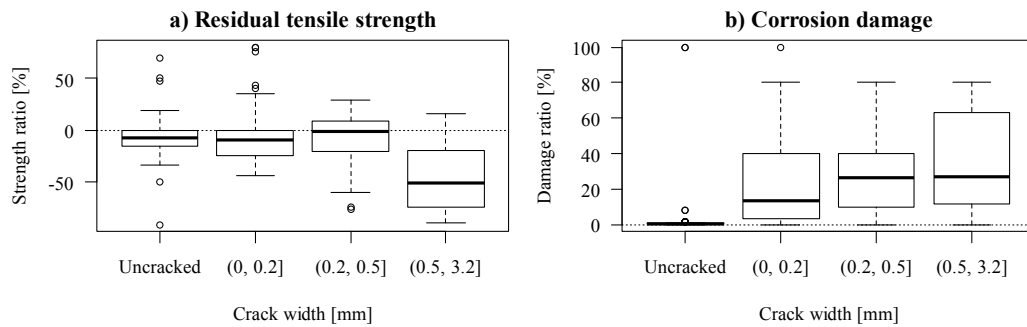 a) Residual tensile strength
Strength ratio [%]
50
0
-50
Uncracked (0, 0.2] (0.2, 0.5] (0.5, 3.2]
Crack width [mm]
b) Corrosion damage
Damage ratio [%]
100
80
60
40
20
0
Uncracked (0, 0.2] (0.2, 0.5] (0.5, 3.2]
Crack width [mm]